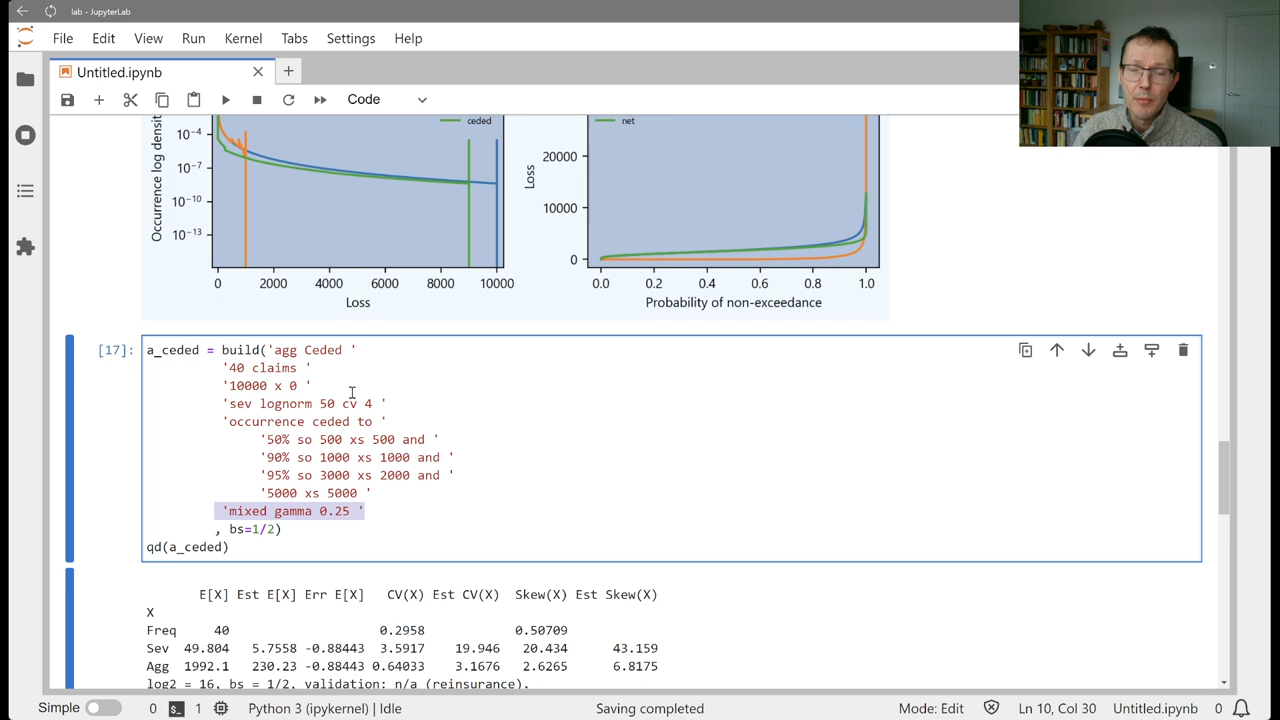 lab - JupyterLab
File Edit View Run Kernel Tabs Settings Help
Untitled.ipynb
Code
Occurrence log densit
10⁻⁴
10⁻⁷
10⁻¹⁰
10⁻¹³
ceded
0 2000 4000 6000 8000 10000
Loss
Loss
20000
10000
0
net
0.0 0.2 0.4 0.6 0.8 1.0
Probability of non-exceedance
[17]: a_ceded = build('agg Ceded '
'40 claims '
'10000 x 0 '
'sev lognorm 50 cv 4 '
'occurrence ceded to '
'50% so 500 xs 500 and '
'90% so 1000 xs 1000 and '
'95% so 3000 xs 2000 and '
'5000 xs 5000 '
'mixed gamma 0.25 '
, bs=1/2)
qd(a_ceded)
E[X] Est E[X] Err E[X] CV(X) Est CV(X) Skew(X) Est Skew(X)
X
Freq 40 0.2958 0.50709
Sev 49.804 5.7558 -0.88443 3.5917 19.946 20.434 43.159
Agg 1992.1 230.23 -0.88443 0.64033 3.1676 2.6265 6.8175
log2 = 16, bs = 1/2, validation: n/a (reinsurance).
Simple 0 1 Python 3 (ipykernel) | Idle Saving completed Mode: Edit Ln 10, Col 30 Untitled.ipynb 0